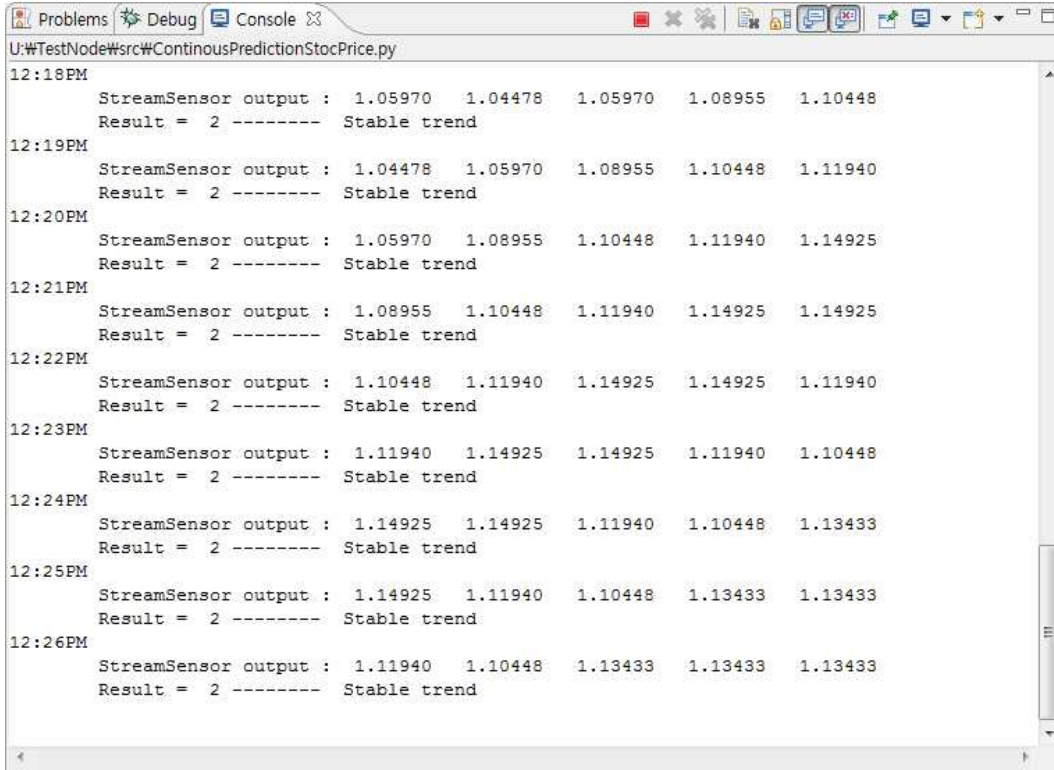 Problems Debug Console
U:₩TestNode₩src₩ContinousPredictionStocPrice.py
12:18PM
StreamSensor output : 1.05970 1.04478 1.05970 1.08955 1.10448
Result = 2 -------- Stable trend
12:19PM
StreamSensor output : 1.04478 1.05970 1.08955 1.10448 1.11940
Result = 2 -------- Stable trend
12:20PM
StreamSensor output : 1.05970 1.08955 1.10448 1.11940 1.14925
Result = 2 -------- Stable trend
12:21PM
StreamSensor output : 1.08955 1.10448 1.11940 1.14925 1.14925
Result = 2 -------- Stable trend
12:22PM
StreamSensor output : 1.10448 1.11940 1.14925 1.14925 1.11940
Result = 2 -------- Stable trend
12:23PM
StreamSensor output : 1.11940 1.14925 1.14925 1.11940 1.10448
Result = 2 -------- Stable trend
12:24PM
StreamSensor output : 1.14925 1.14925 1.11940 1.10448 1.13433
Result = 2 -------- Stable trend
12:25PM
StreamSensor output : 1.14925 1.11940 1.10448 1.13433 1.13433
Result = 2 -------- Stable trend
12:26PM
StreamSensor output : 1.11940 1.10448 1.13433 1.13433 1.13433
Result = 2 -------- Stable trend